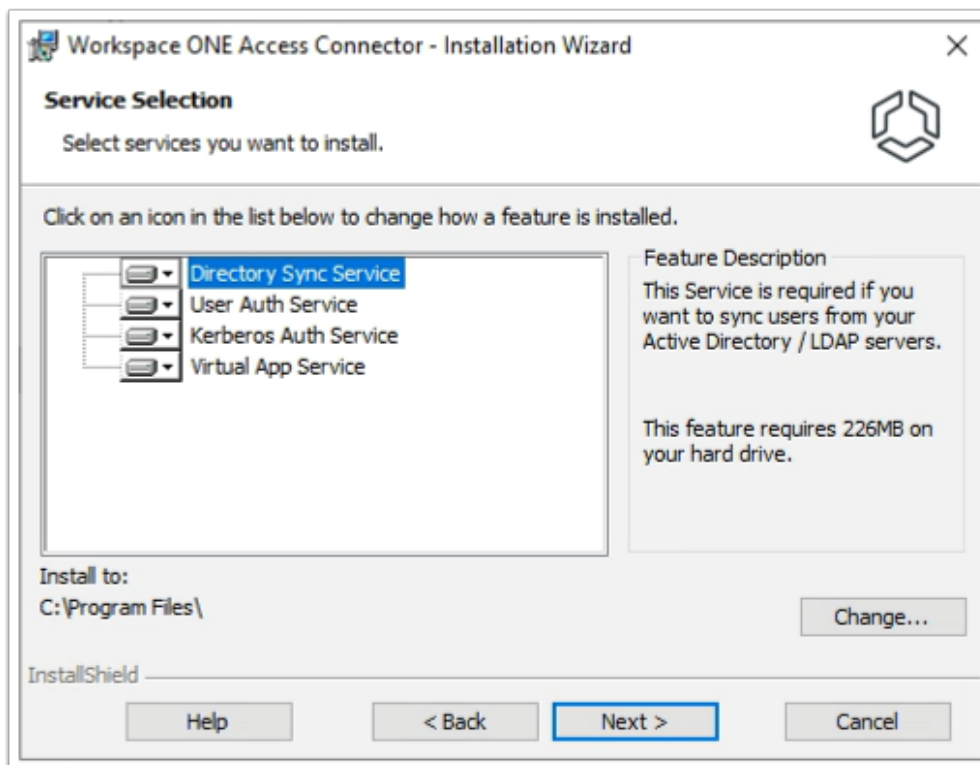 Workspace ONE Access Connector - Installation Wizard
Service Selection
Select services you want to install.
Click on an icon in the list below to change how a feature is installed.
Directory Sync Service
User Auth Service
Kerberos Auth Service
Virtual App Service
Feature Description
This Service is required if you
want to sync users from your
Active Directory / LDAP servers.
This feature requires 226MB on
your hard drive.
Install to:
C:\Program Files\
Change...
InstallShield
Help
< Back
Next >
Cancel